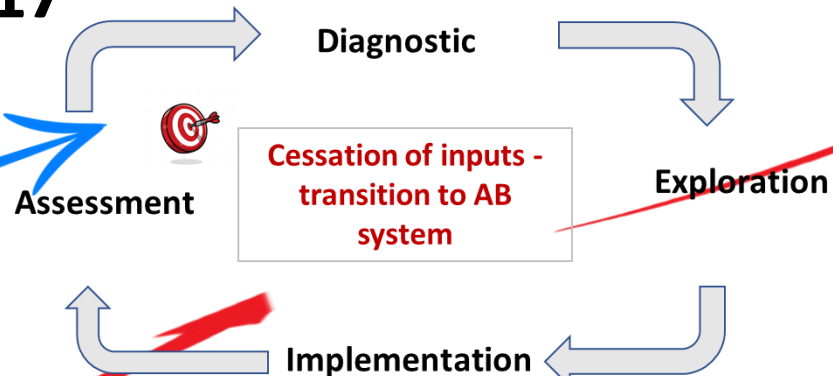 17
Diagnostic
Cessation of inputs -
transition to AB
system
Exploration
Assessment
Implementation